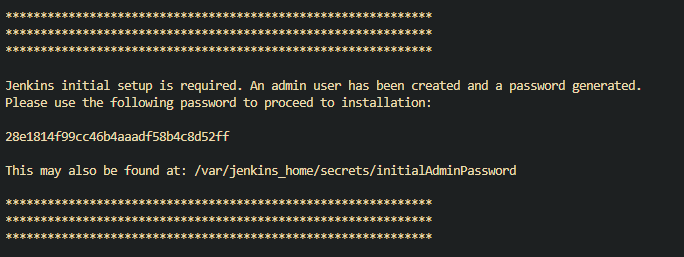 *************************************************************
*************************************************************
*************************************************************
Jenkins initial setup is required. An admin user has been created and a password generated.
Please use the following password to proceed to installation:
28e1814f99cc46b4aaadf58b4c8d52ff
This may also be found at: /var/jenkins_home/secrets/initialAdminPassword
*************************************************************
*************************************************************
*************************************************************